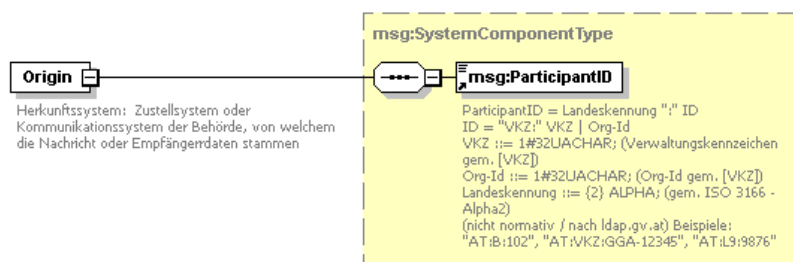 msg:SystemComponentType
Origin
msg:ParticipantID
Herkunftssystem: Zustellsystem oder
Kommunikationssystem der Behörde, von welchem
die Nachricht oder Empfängerrdaten stammen
ParticipantID = Landeskennung ":" ID
ID = "VKZ:" VKZ | Org-Id
VKZ ::= 1#32UACHAR; (Verwaltungskennzeichen
gem. [VKZ])
Org-Id ::= 1#32UACHAR; (Org-Id gem. [VKZ])
Landeskennung ::= {2} ALPHA; (gem. ISO 3166 -
Alpha2)
(nicht normativ / nach ldap.gv.at) Beispiele:
"AT:B:102", "AT:VKZ:GGA-12345", "AT:L9:9876"